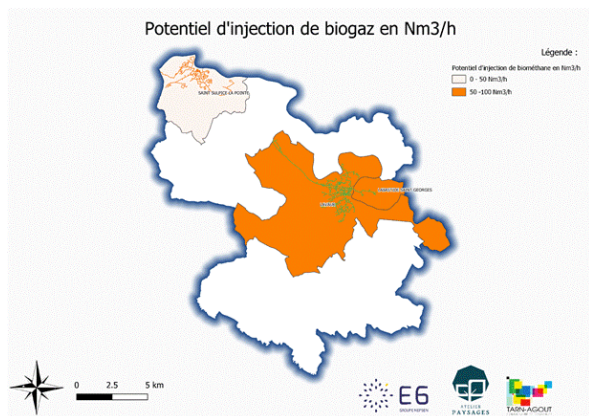 Potentiel d'injection de biogaz en Nm3/h
Légende :
Potentiel d'injection de biométhane en Nm3/h
0 - 50 Nm3/h
50 -100 Nm3/h
SAINT SULPICE LA POINTE
LAVAUR
0 2.5 5 km
E6
ATELIER
PAYSAGES
TARN-AGOUT